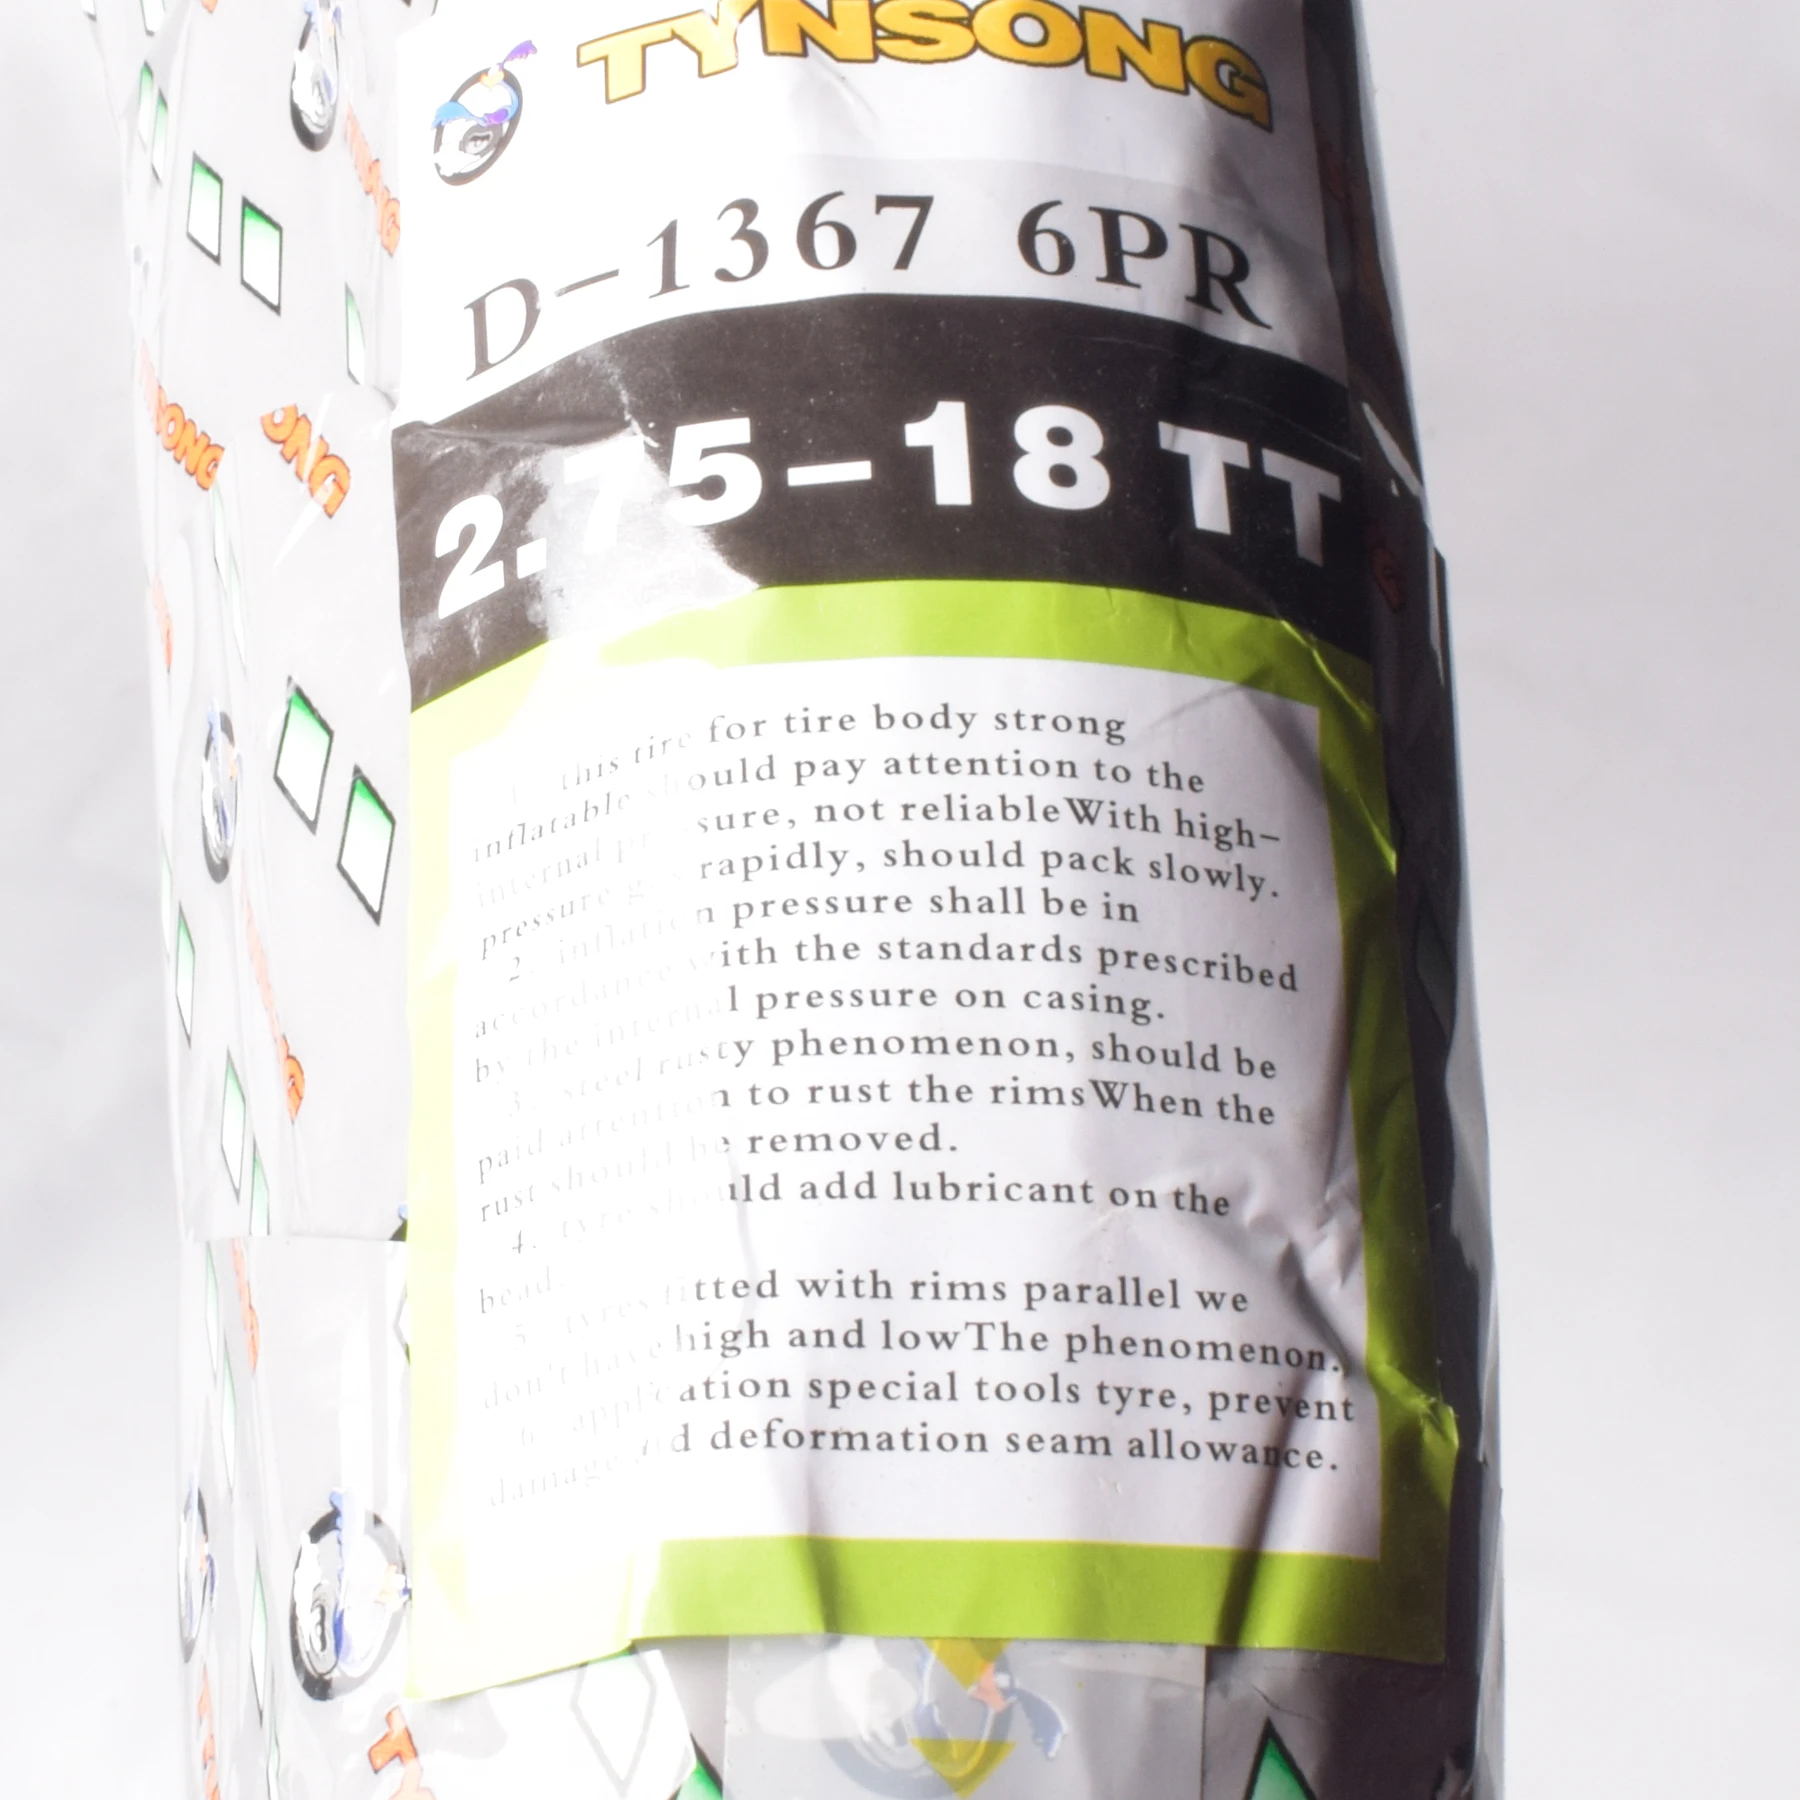 TYNSONG
D-1367 6PR
2.75-18 TT
this tire for tire body strong
inflatable should pay attention to the
internal pressure, not reliableWith high-
pressure gas rapidly, should pack slowly.
2. inflation pressure shall be in
accordance with the standards prescribed
by the internal pressure on casing.
3. steel rusty phenomenon, should be
paid attention to rust the rimsWhen the
rust should be removed.
4. tyre should add lubricant on the
bead.
5. tyres fitted with rims parallel we
don't have high and lowThe phenomenon.
6. application special tools tyre, prevent
damage and deformation seam allowance.